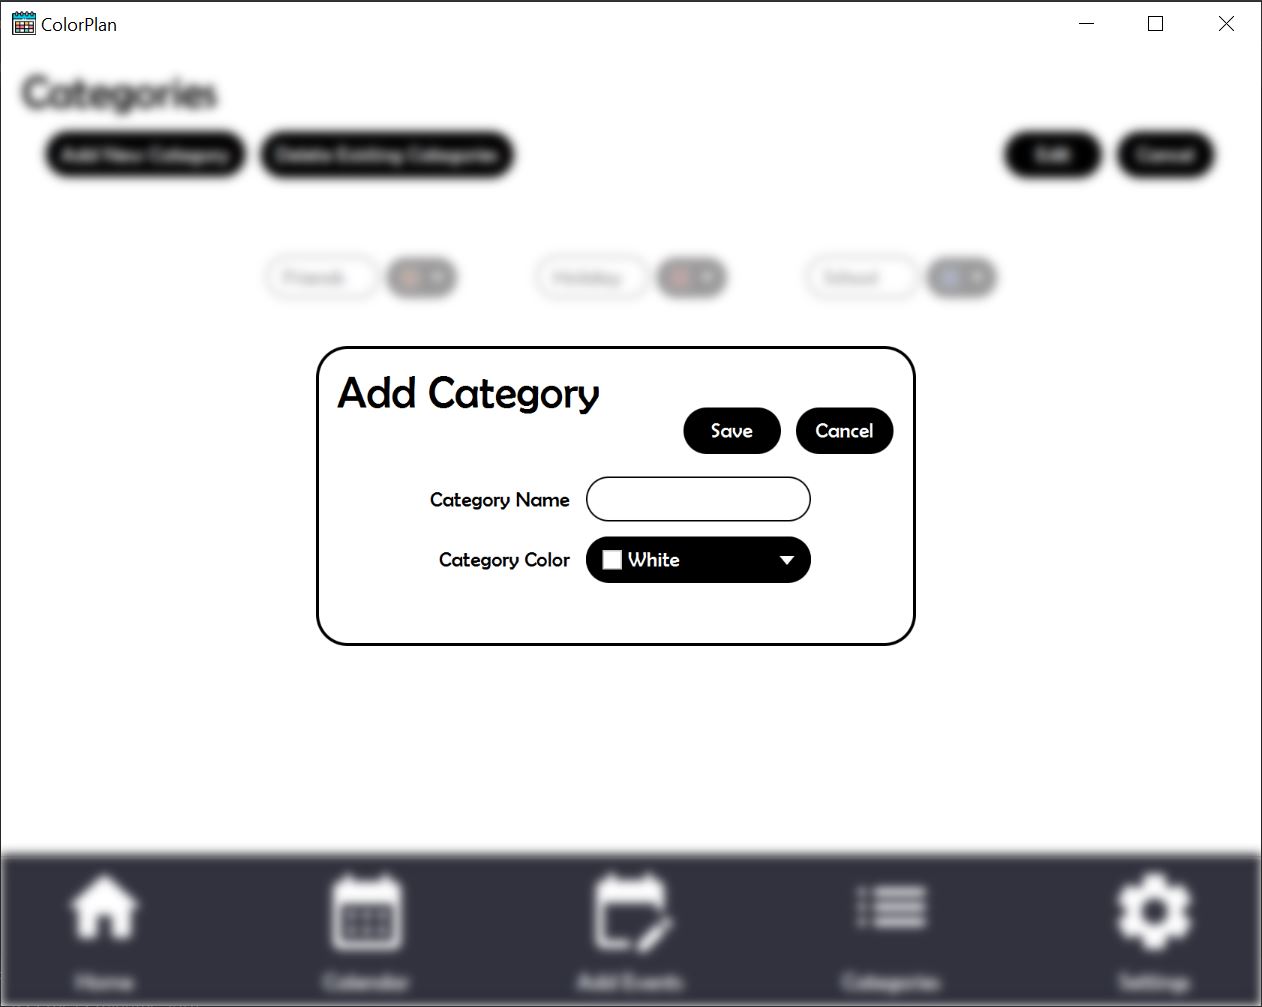 ColorPlan
Categories
Add New Category Delete Existing Categories Edit Cancel
Friends Holiday School
Add Category
Save Cancel
Category Name
Category Color White
Home Calendar Add Events Categories Settings